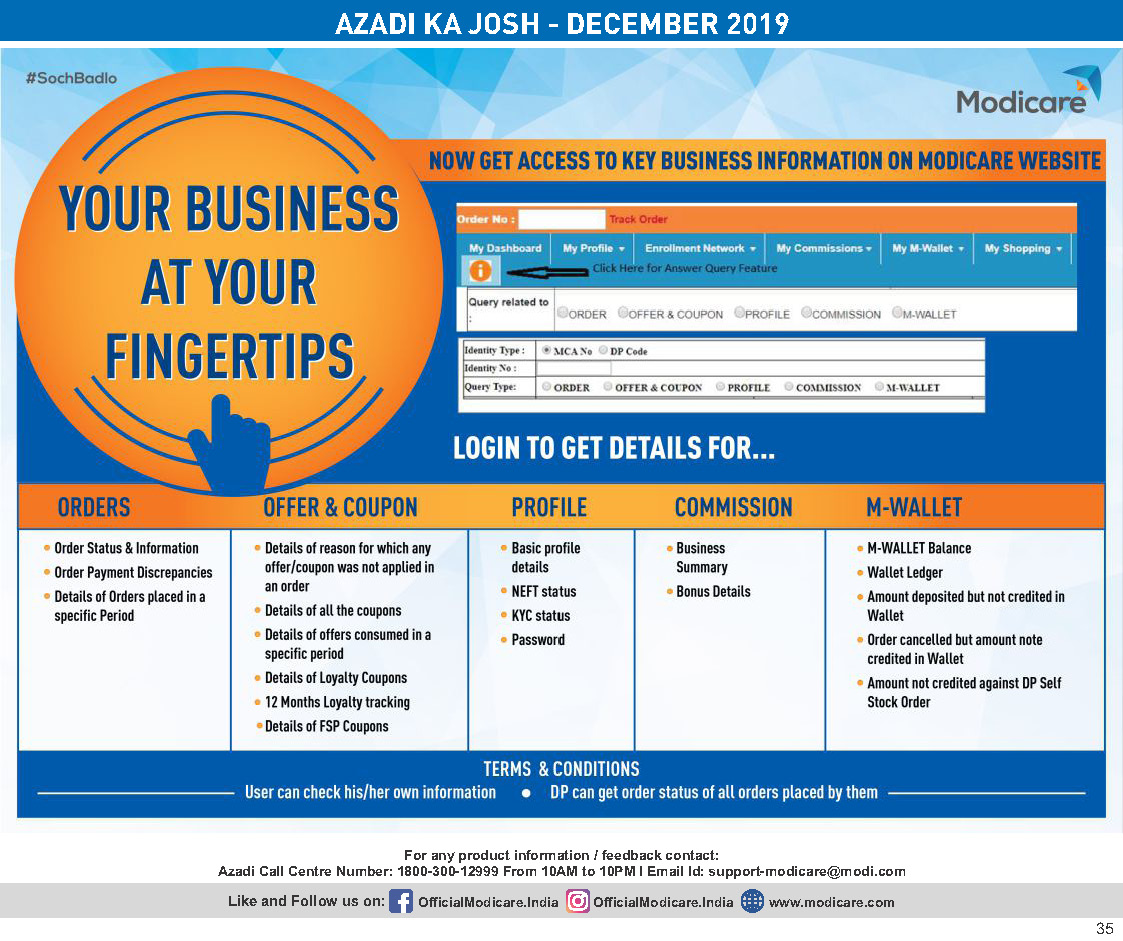 AZADI KA JOSH - DECEMBER 2019
#SochBadlo
Modicare
NOW GET ACCESS TO KEY BUSINESS INFORMATION ON MODICARE WEBSITE
YOUR BUSINESS
AT YOUR
FINGERTIPS
Order No : Track Order
My Dashboard My Profile Enrollment Network My Commissions My M-Wallet My Shopping
i Click Here for Answer Query Feature
Query related to
: ORDER OFFER & COUPON PROFILE COMMISSION M-WALLET
Identity Type : MCA No DP Code
Identity No :
Query Type: ORDER OFFER & COUPON PROFILE COMMISSION M-WALLET
LOGIN TO GET DETAILS FOR...
ORDERS
• Order Status & Information
• Order Payment Discrepancies
• Details of Orders placed in a
specific Period
OFFER & COUPON
• Details of reason for which any
offer/coupon was not applied in
an order
• Details of all the coupons
• Details of offers consumed in a
specific period
• Details of Loyalty Coupons
• 12 Months Loyalty tracking
• Details of FSP Coupons
PROFILE
• Basic profile
details
• NEFT status
• KYC status
• Password
COMMISSION
• Business
Summary
• Bonus Details
M-WALLET
• M-WALLET Balance
• Wallet Ledger
• Amount deposited but not credited in
Wallet
• Order cancelled but amount note
credited in Wallet
• Amount not credited against DP Self
Stock Order
TERMS & CONDITIONS
User can check his/her own information • DP can get order status of all orders placed by them
For any product information / feedback contact:
Azadi Call Centre Number: 1800-300-12999 From 10AM to 10PM I Email Id: support-modicare@modi.com
Like and Follow us on: OfficialModicare.India OfficialModicare.India www.modicare.com
35